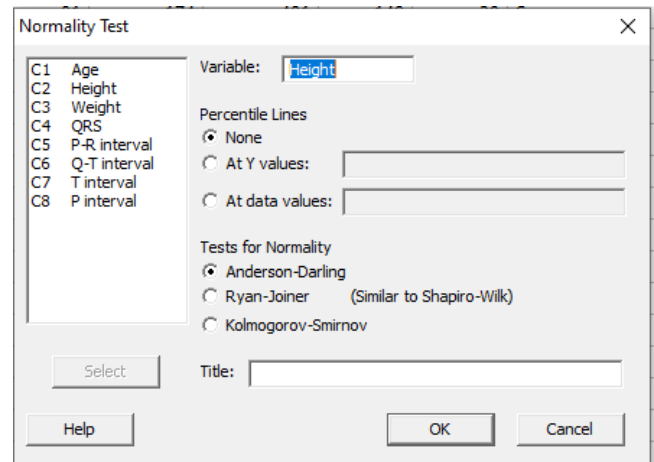 Normality Test
C1 Age
C2 Height
C3 Weight
C4 QRS
C5 P-R interval
C6 Q-T interval
C7 T interval
C8 P interval
Variable: Height
Percentile Lines
None
At Y values:
At data values:
Tests for Normality
Anderson-Darling
Ryan-Joiner (Similar to Shapiro-Wilk)
Kolmogorov-Smirnov
Select
Title:
Help
OK
Cancel